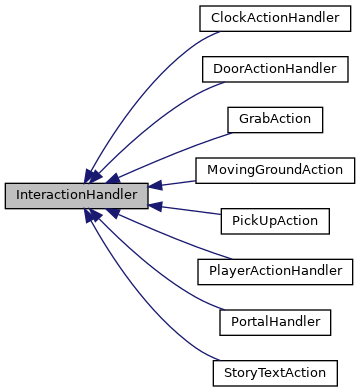 ClockActionHandler
DoorActionHandler
GrabAction
MovingGroundAction
InteractionHandler
PickUpAction
PlayerActionHandler
PortalHandler
StoryTextAction